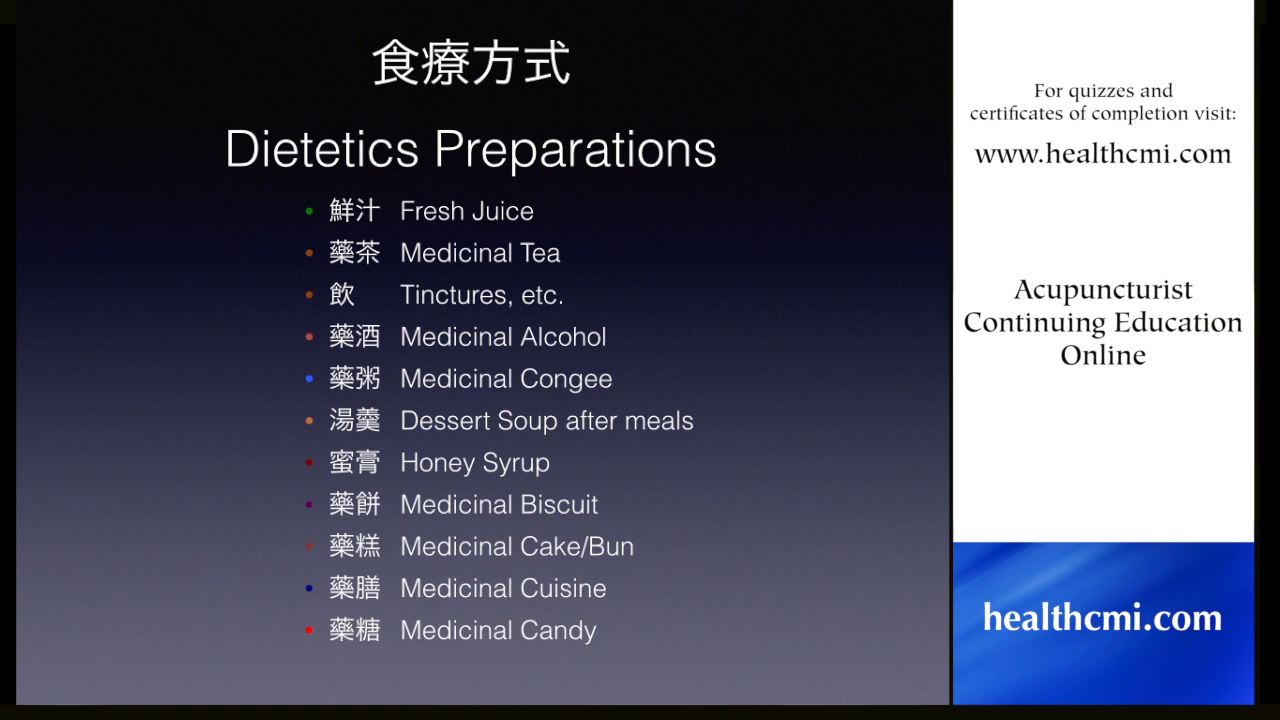 食療方式
Dietetics Preparations
鮮汁 Fresh Juice
藥茶 Medicinal Tea
飲 Tinctures, etc.
藥酒 Medicinal Alcohol
藥粥 Medicinal Congee
湯羹 Dessert Soup after meals
蜜膏 Honey Syrup
藥餅 Medicinal Biscuit
藥糕 Medicinal Cake/Bun
藥膳 Medicinal Cuisine
藥糖 Medicinal Candy
For quizzes and
certificates of completion visit:
www.healthcmi.com
Acupuncturist
Continuing Education
Online
healthcmi.com